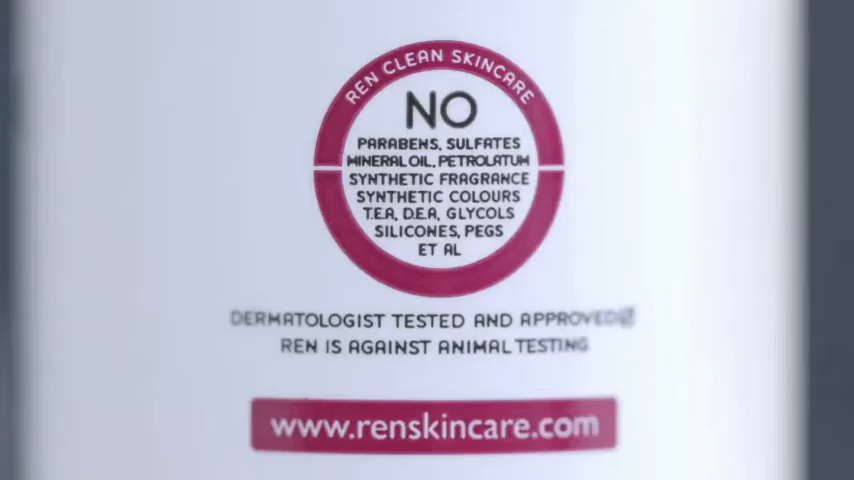 REN CLEAN SKINCARE
NO
PARABENS, SULFATES
MINERAL OIL, PETROLATUM
SYNTHETIC FRAGRANCE
SYNTHETIC COLOURS
T.E.A, D.E.A, GLYCOLS
SILICONES, PEGS
ET AL
DERMATOLOGIST TESTED AND APPROVED
REN IS AGAINST ANIMAL TESTING
www.renskincare.com